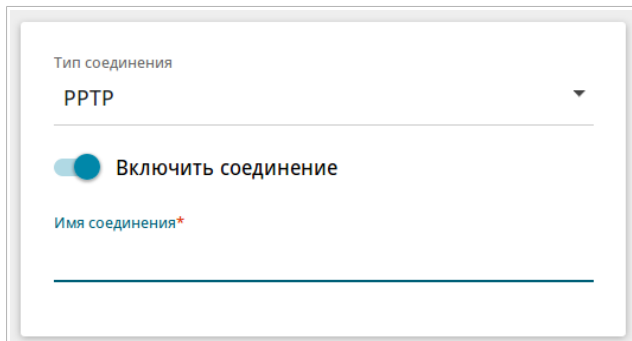 Тип соединения
PPTP
Включить соединение
Имя соединения*